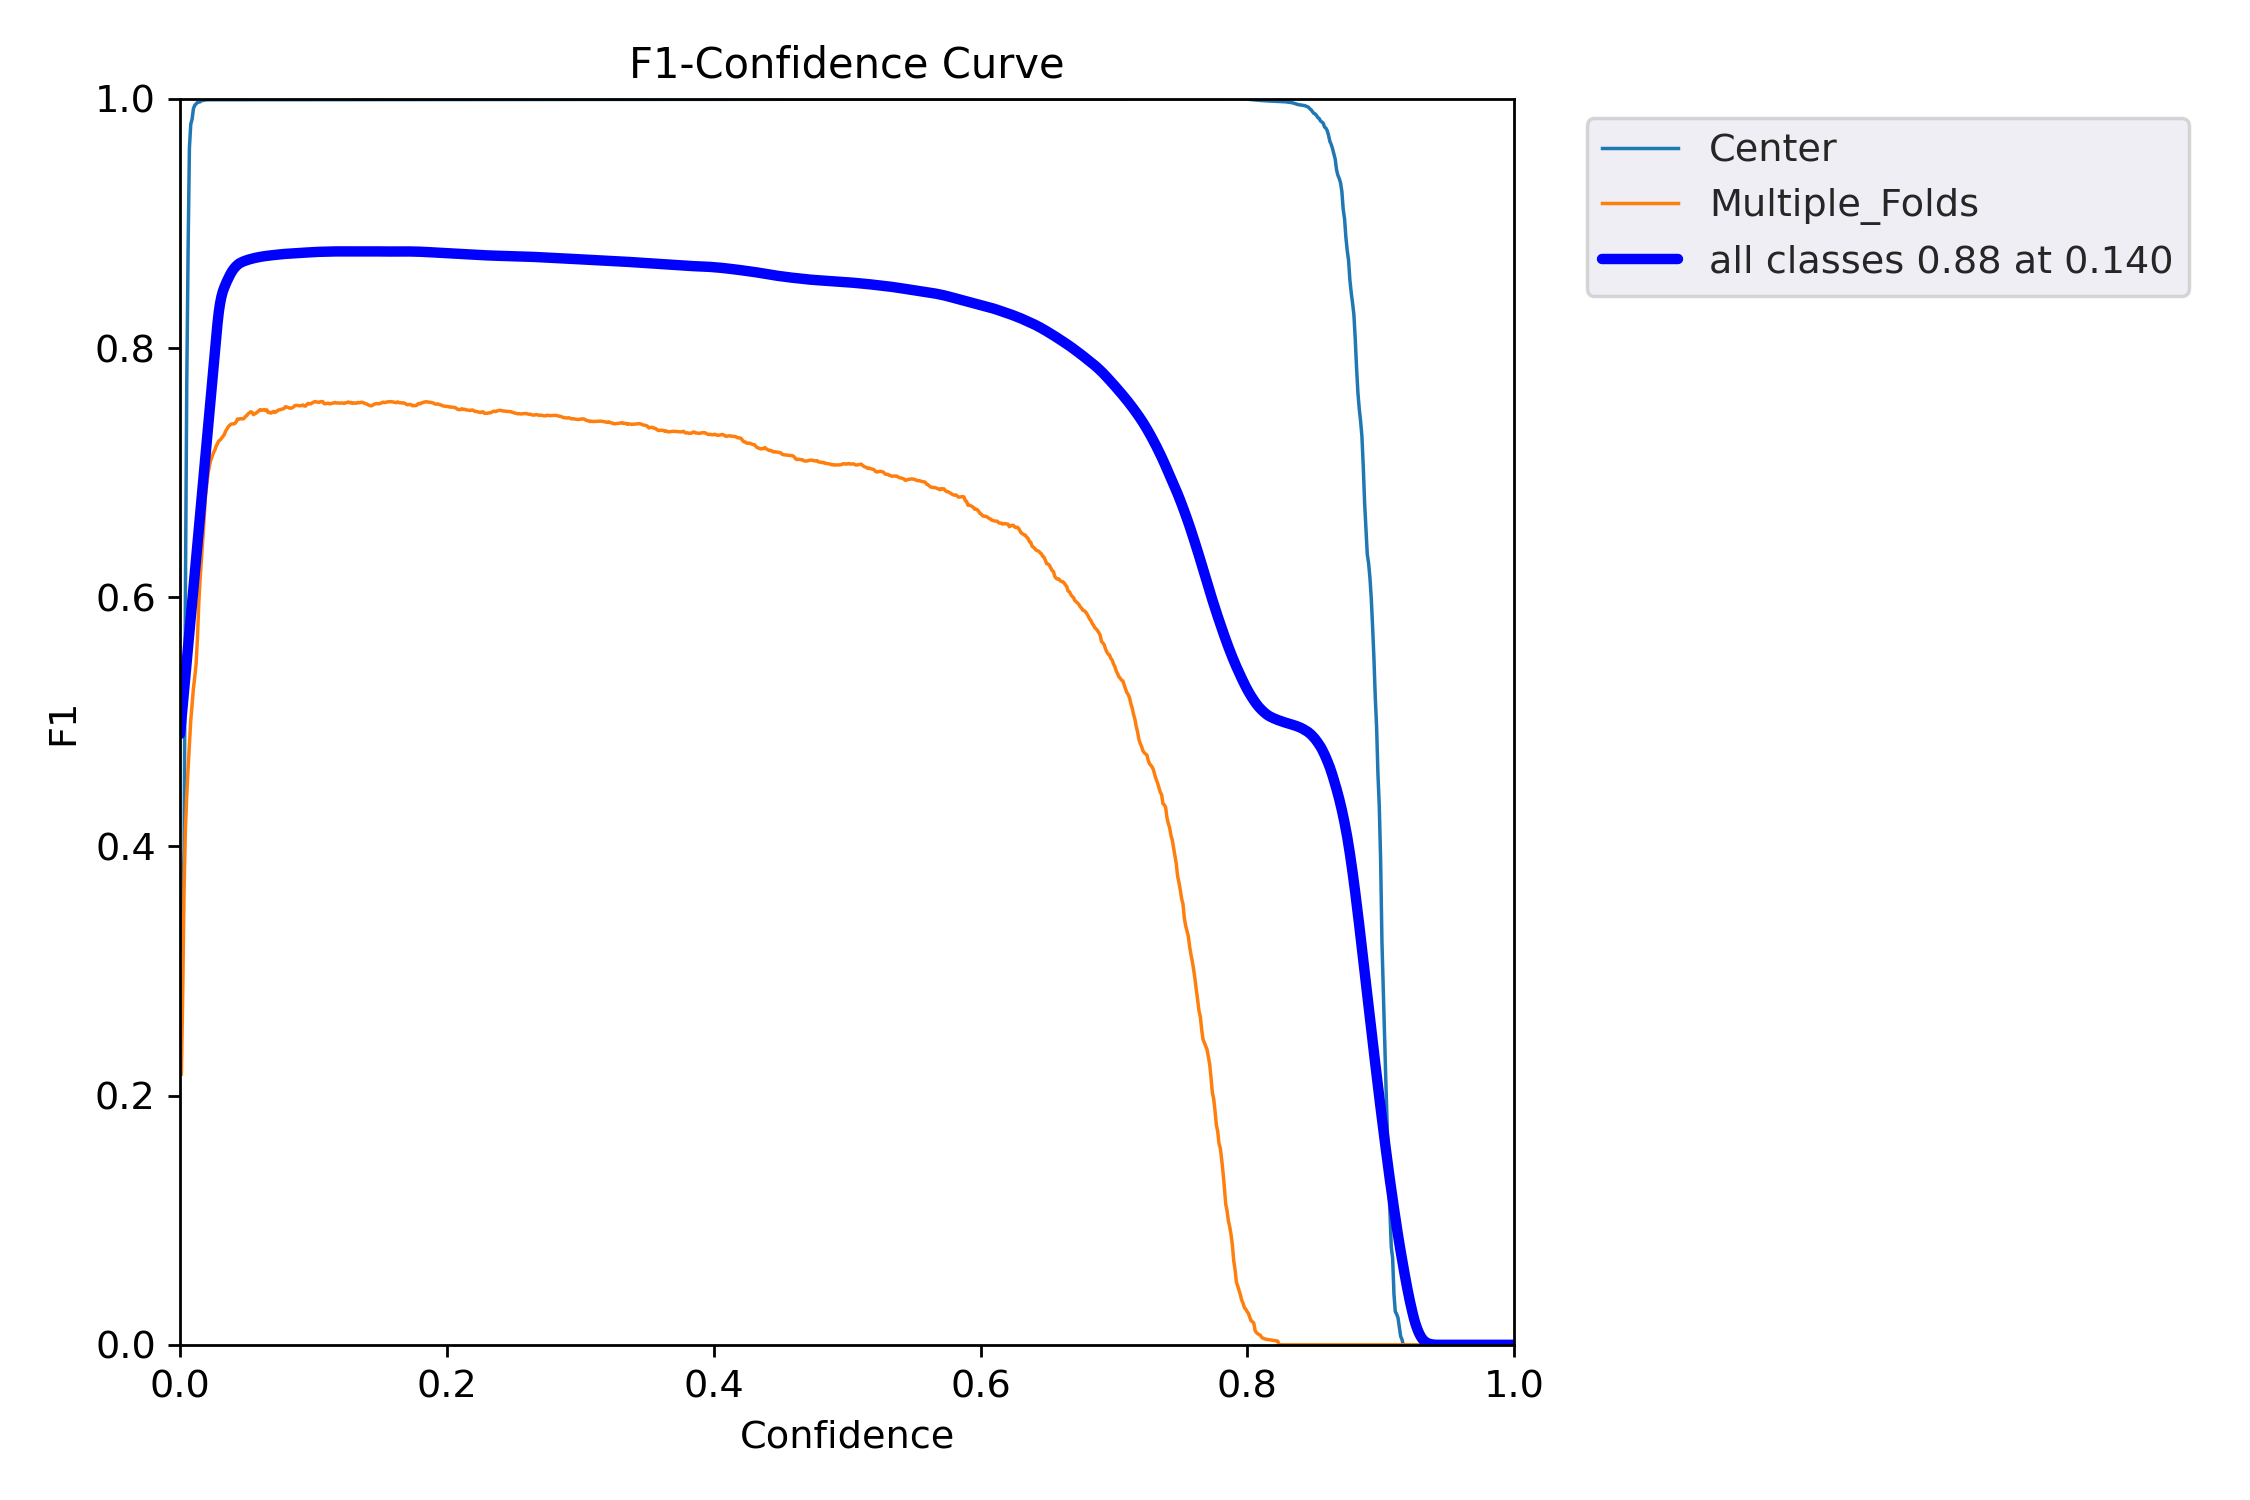 F1-Confidence Curve
1.0
0.8
0.6
0.4
0.2
0.0
F1
0.0 0.2 0.4 0.6 0.8 1.0
Confidence
Center
Multiple_Folds
all classes 0.88 at 0.140